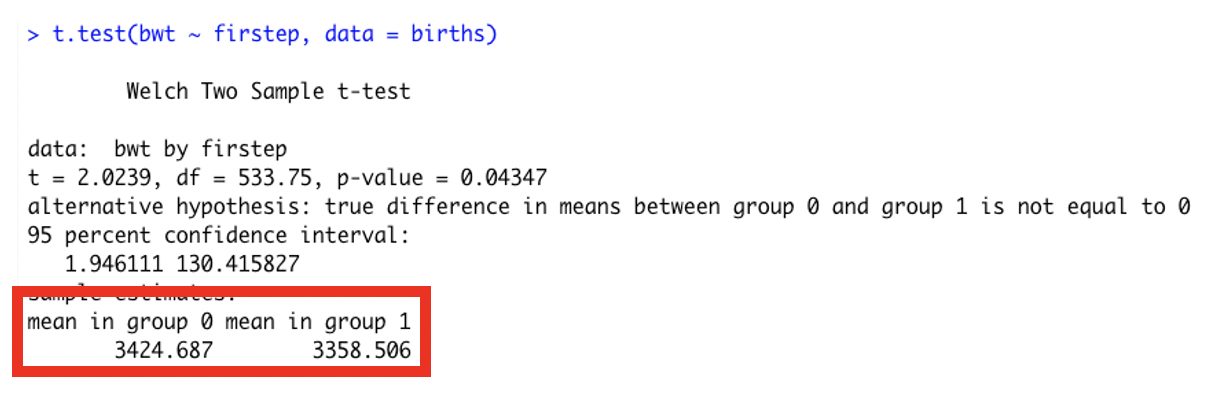 > t.test(bwt ~ firstep, data = births)
Welch Two Sample t-test
data:  bwt by firstep
t = 2.0239, df = 533.75, p-value = 0.04347
alternative hypothesis: true difference in means between group 0 and group 1 is not equal to 0
95 percent confidence interval:
1.946111 130.415827
sample estimates:
mean in group 0 mean in group 1
3424.687 3358.506